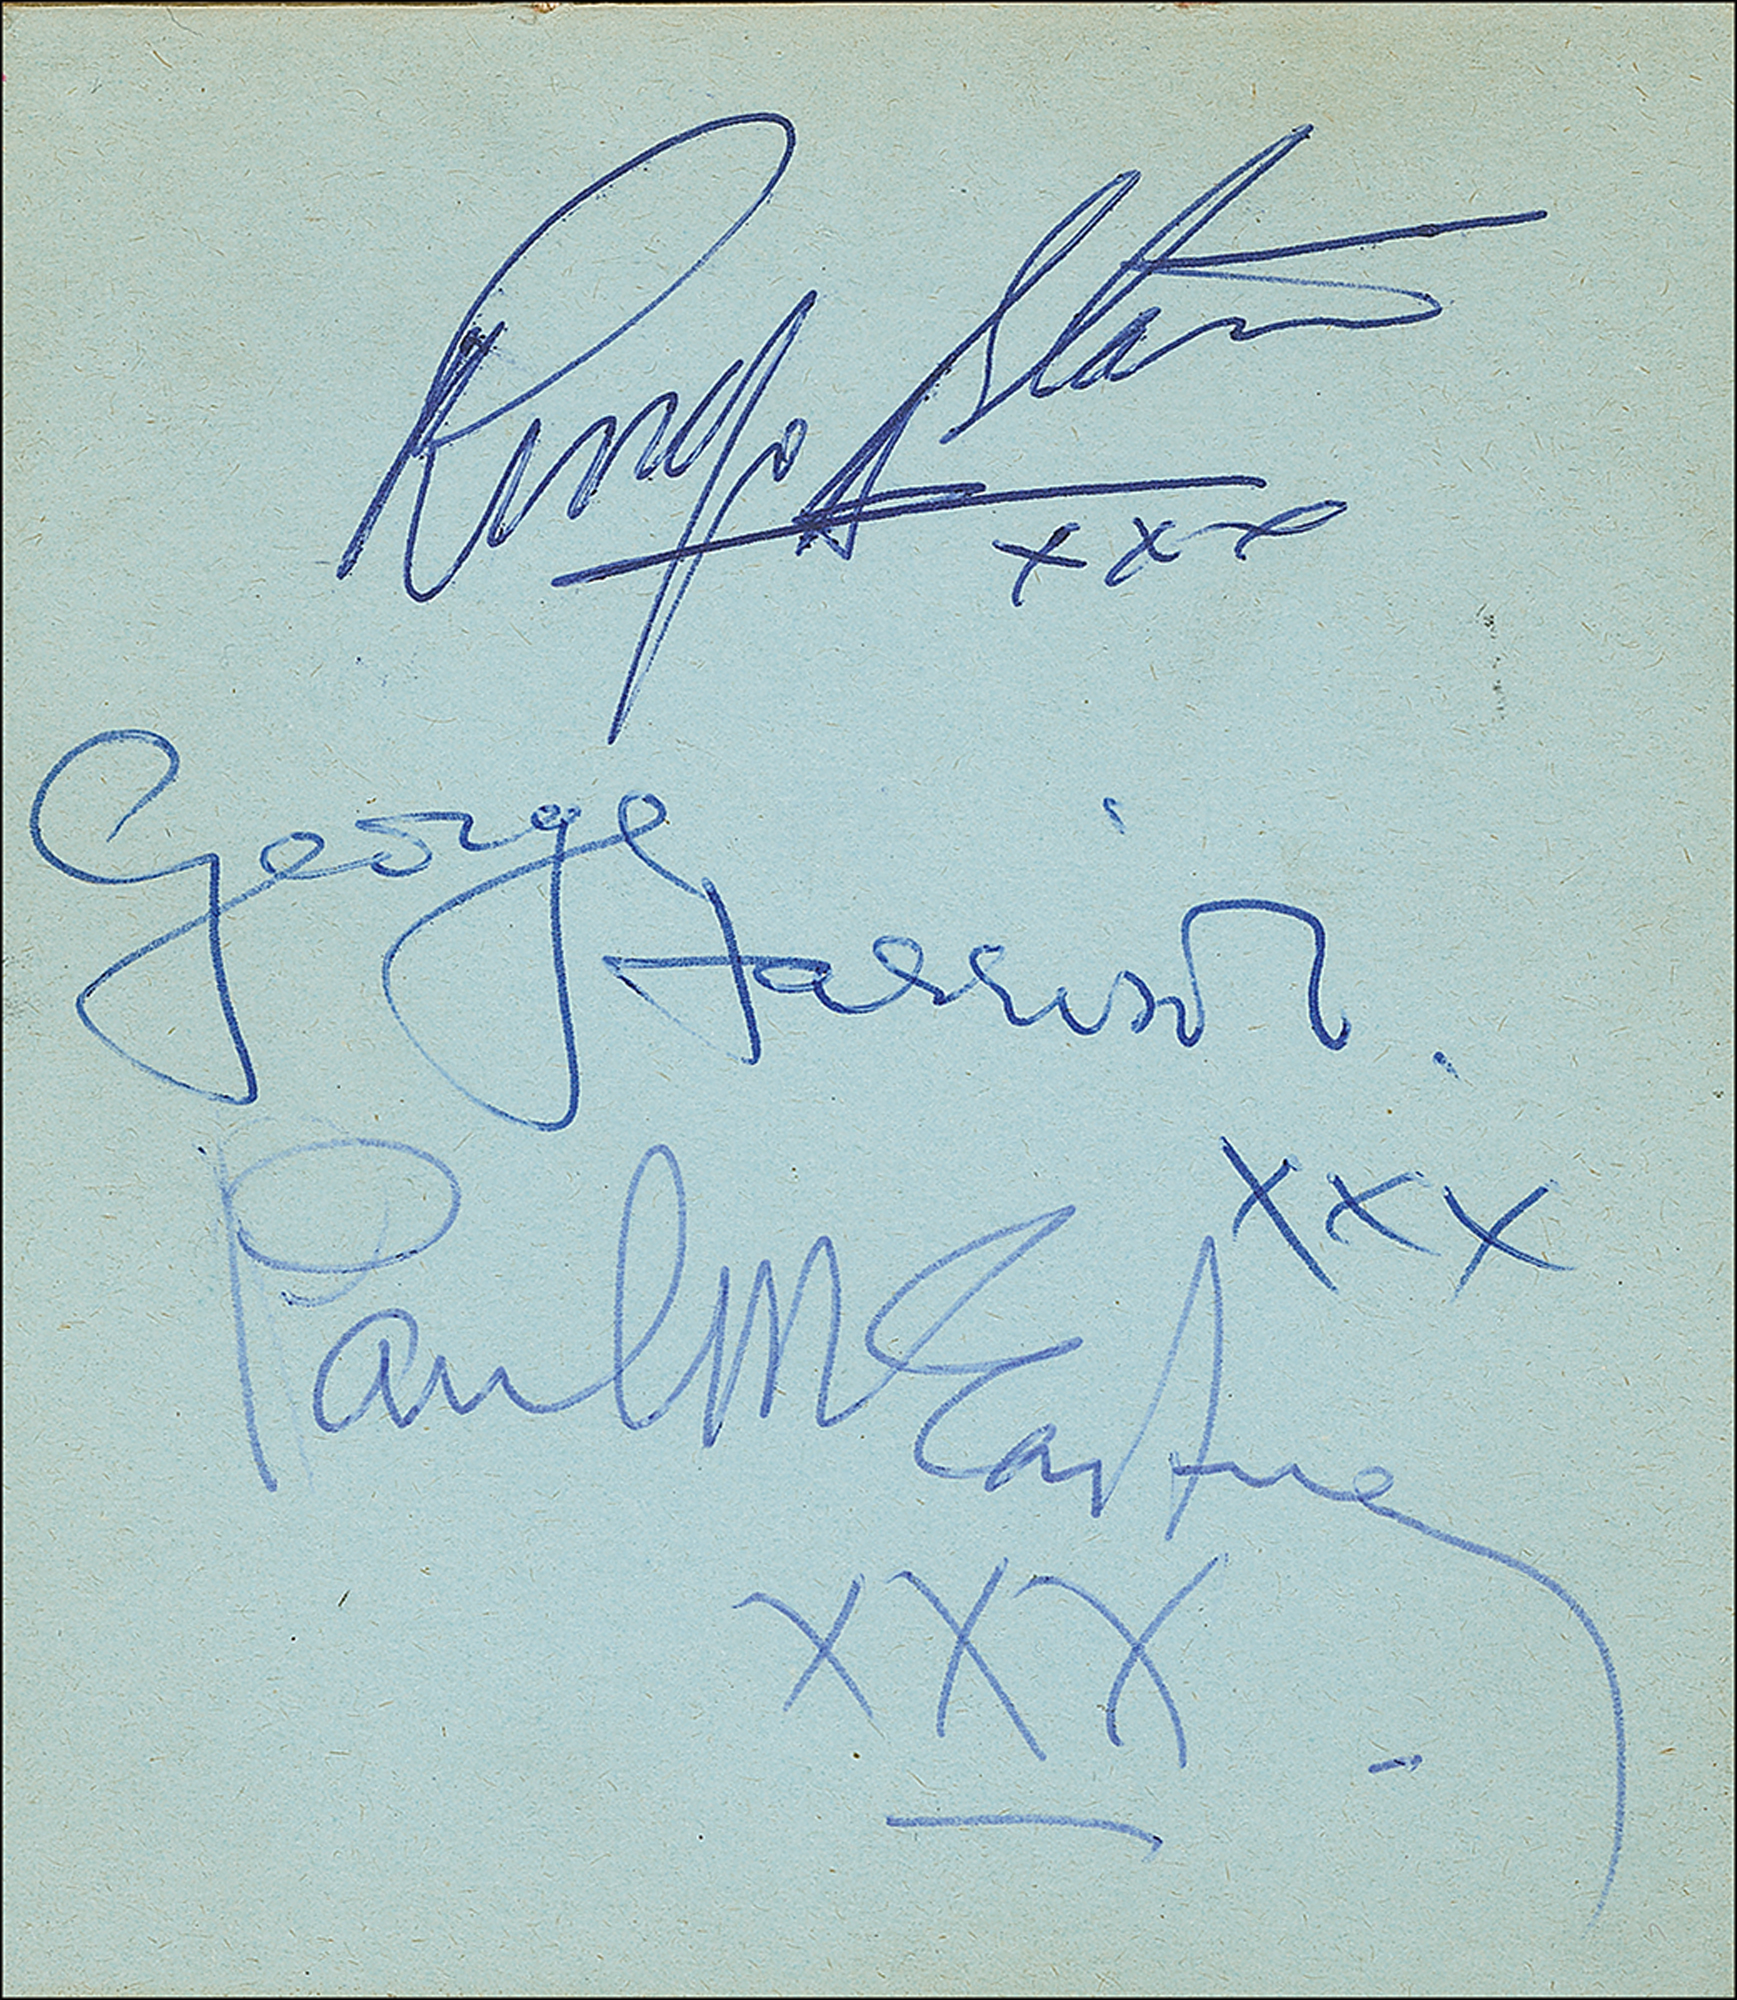 Ringo Starr
xxx
George Harrison.
xxx
Paul McCartney
xxx